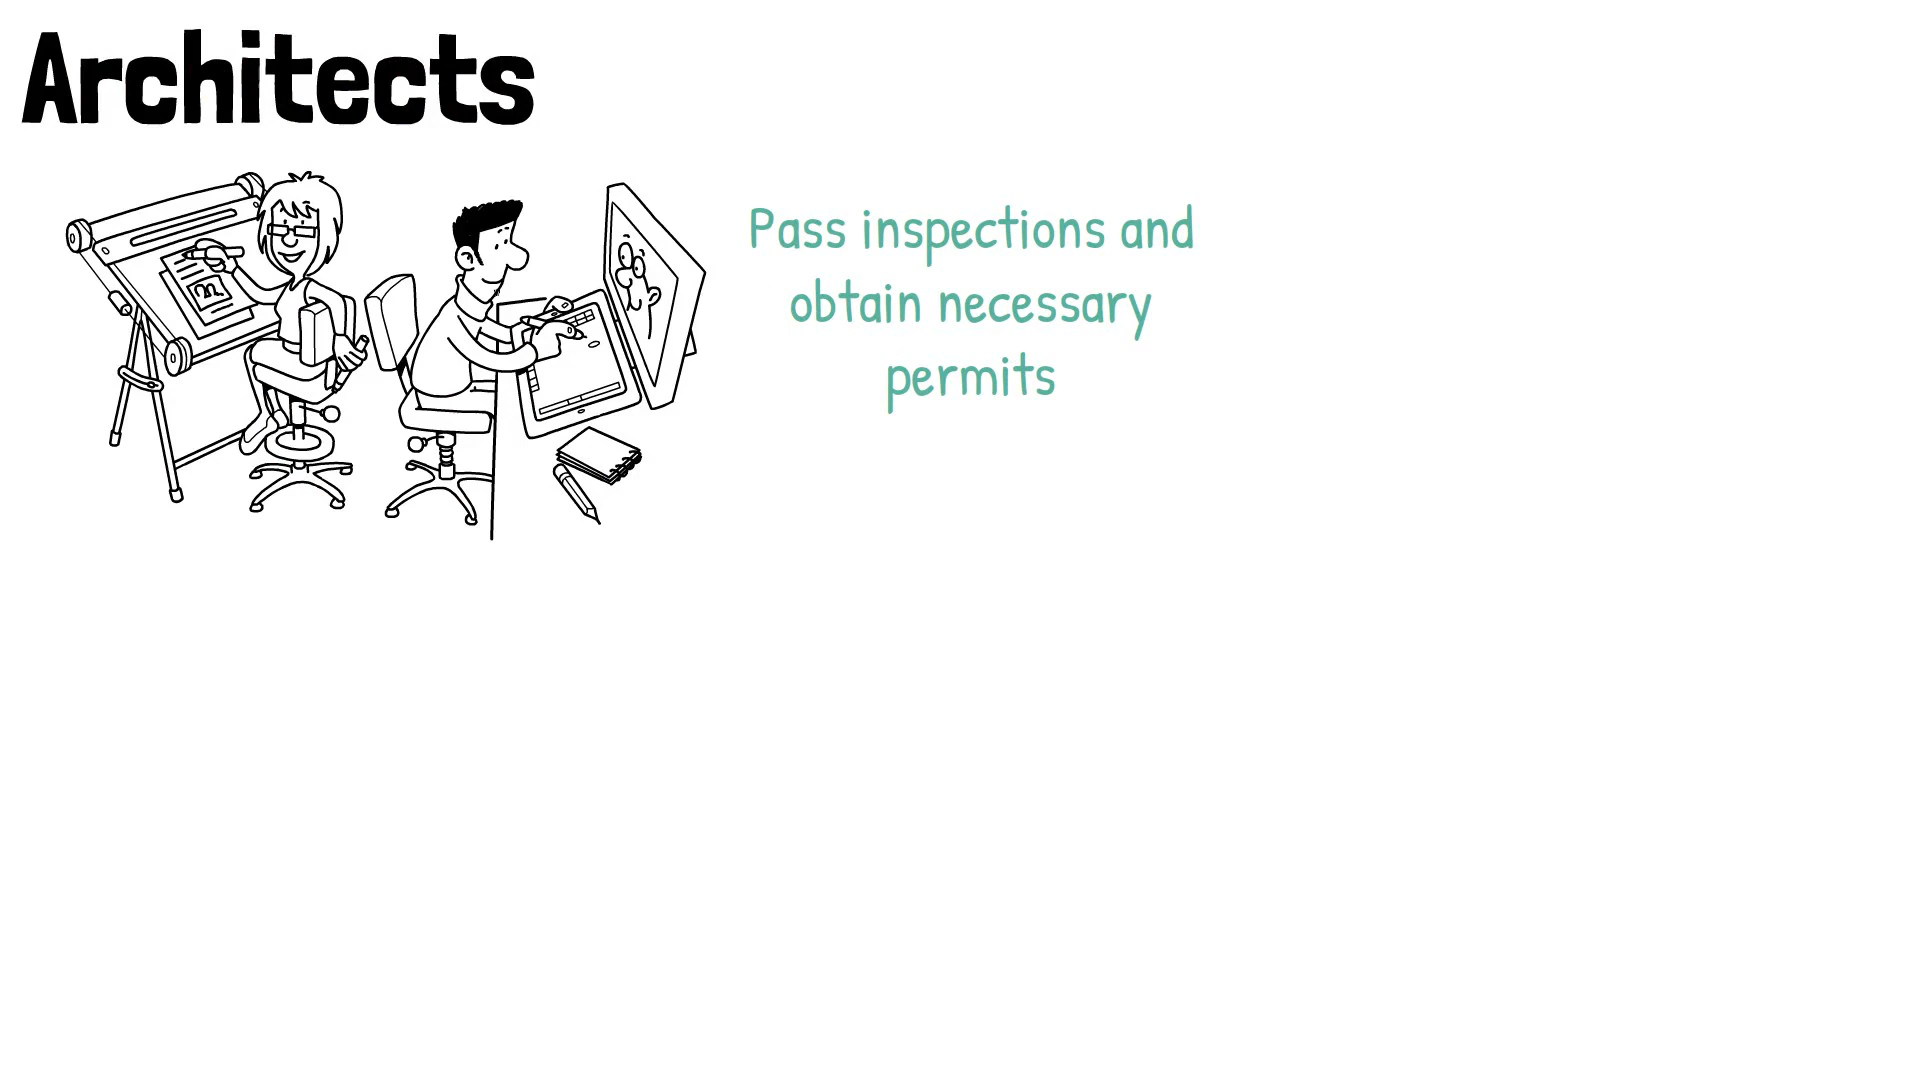 Architects
Pass inspections and
obtain necessary
permits